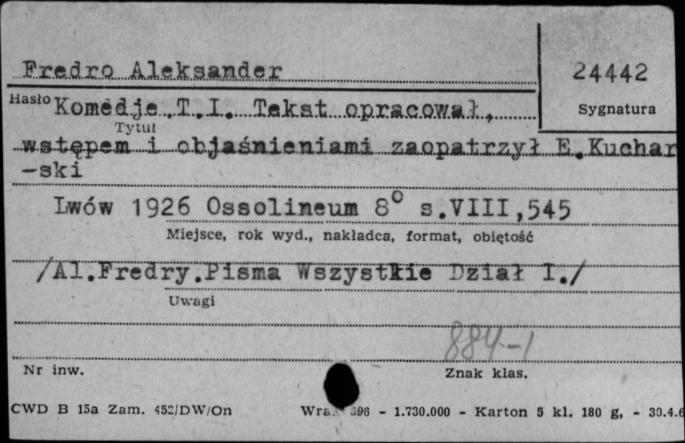 Fredro Aleksander
24442
Hasło
Sygnatura
Komedje.T.I. Tekst opracował,
Tytuł
wstępem i objaśnieniami zaopatrzył E.Kuchar
-ski
Lwów 1926 Ossolineum 8° s.VIII,545
Miejsce, rok wyd., nakładca, format, objętość
/Al.Fredry.Pisma Wszystkie Dział I./
Uwagi
884-1
Nr inw.
Znak klas.
CWD B 15a Zam. 452/DW/On
396 - 1.730.000 - Karton 5 kl. 180 g, - 30.4.6